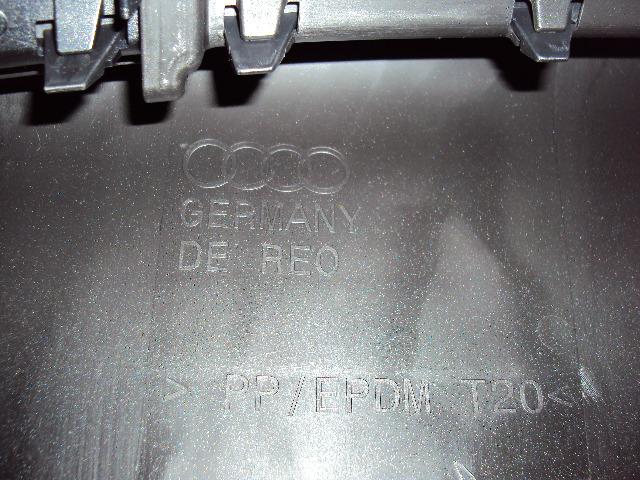 GERMANY
DE REO
> PP/EPDM T20 <